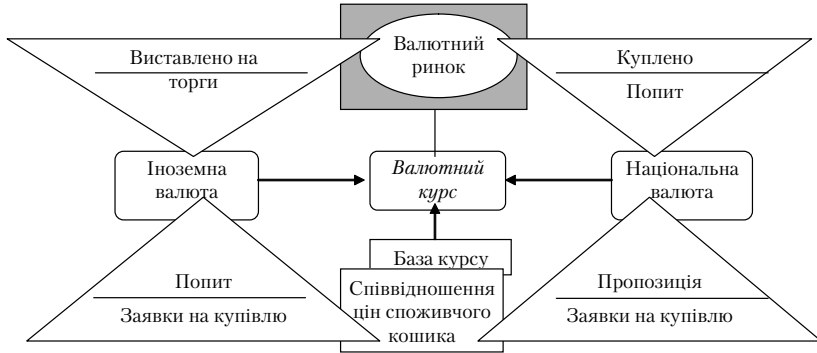 Виставлено на
торги
Валютний
ринок
Куплено
Попит
Іноземна
валюта
Валютний
курс
Національна
валюта
База курсу
Попит
Заявки на купівлю
Співвідношення
цін споживчого
кошика
Пропозиція
Заявки на купівлю